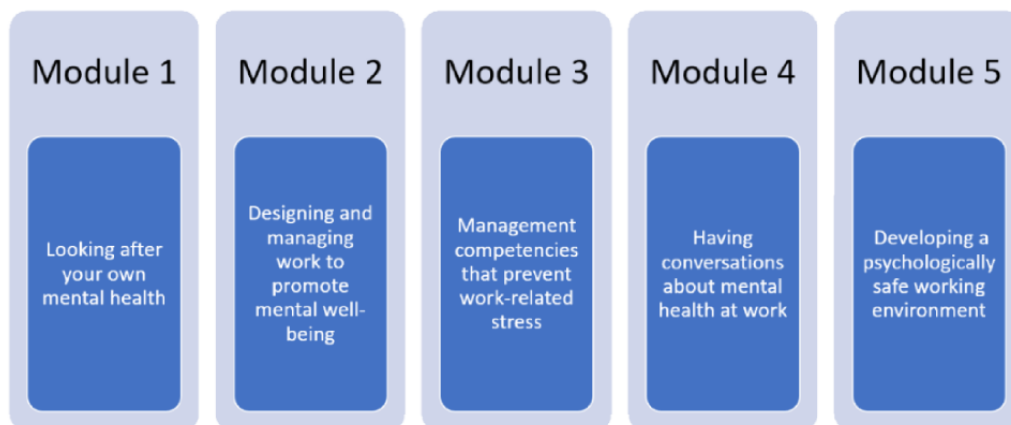 Module 1
Looking after
your own
mental health
Module 2
Designing and
managing
work to
promote
mental well-
being
Module 3
Management
competencies
that prevent
work-related
stress
Module 4
Having
conversations
about mental
health at work
Module 5
Developing a
psychologically
safe working
environment